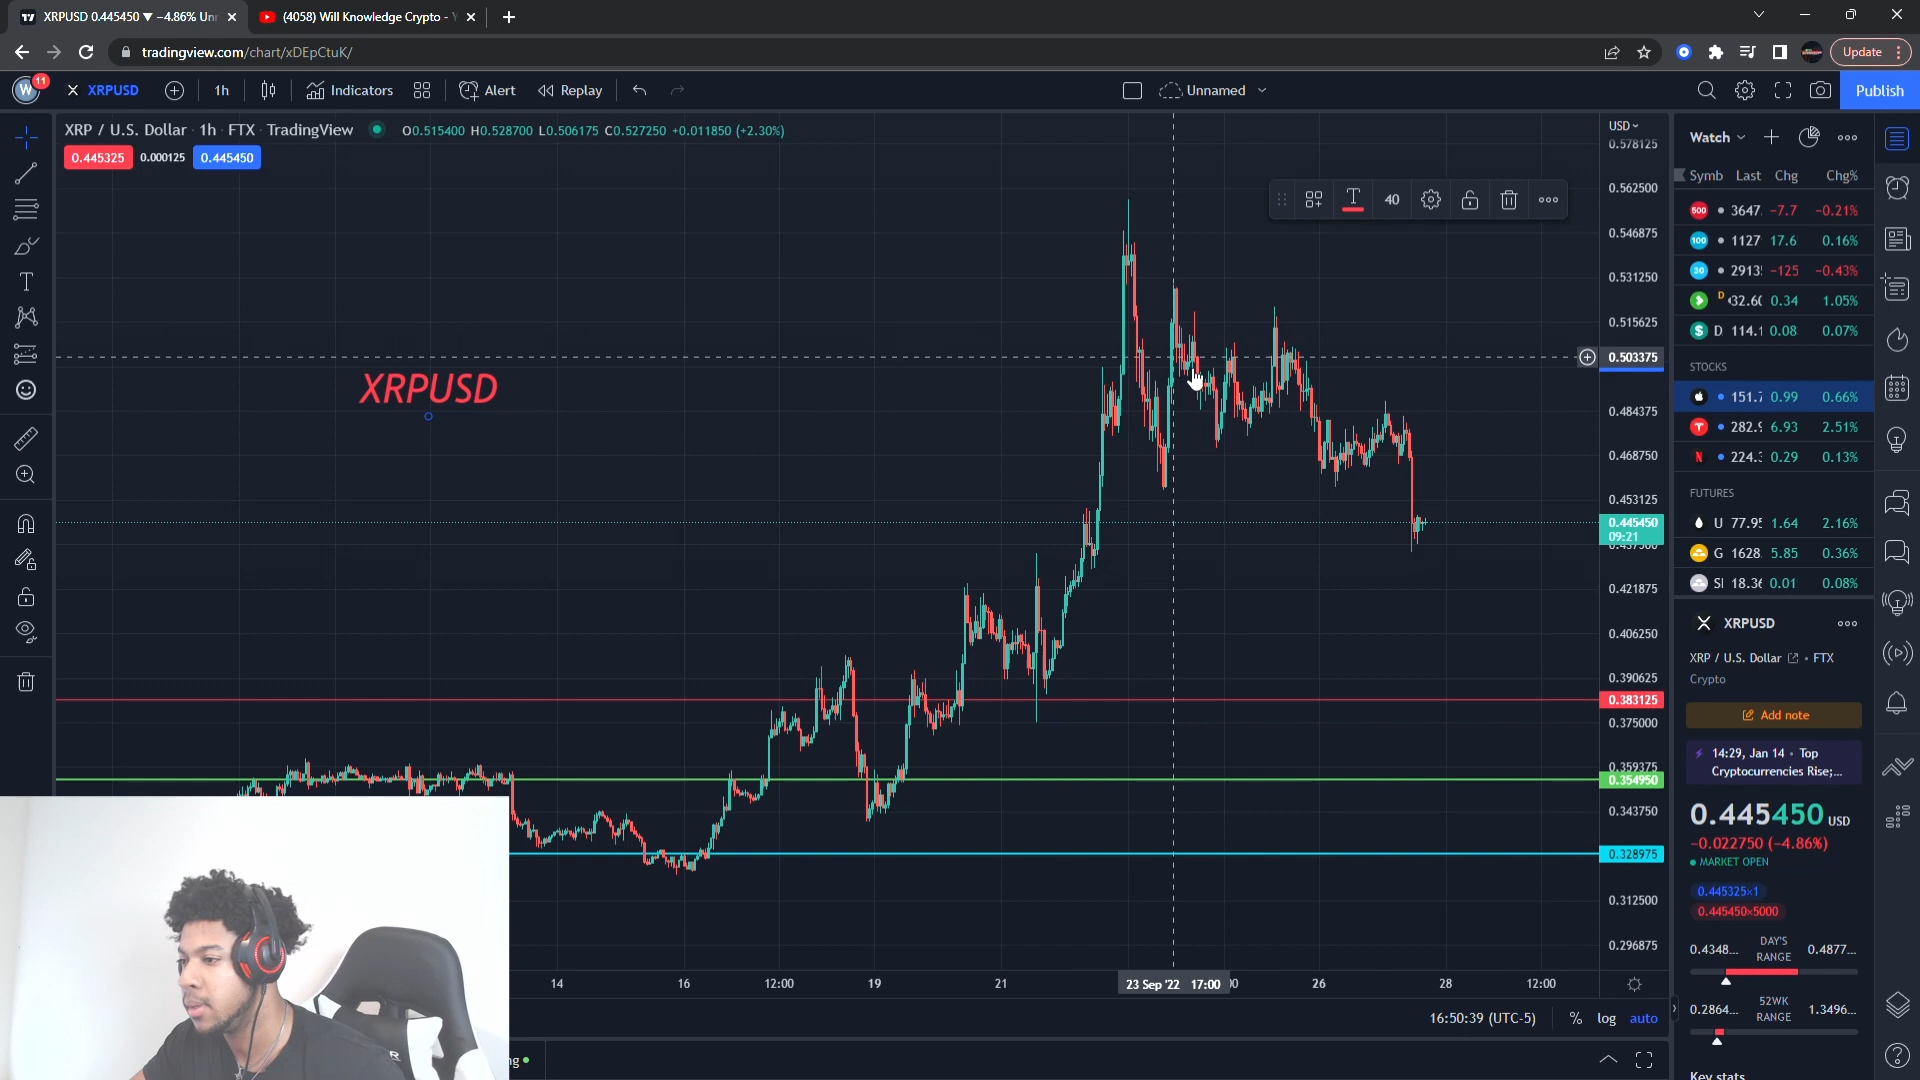 XRPUSD 0.445450 ▼ −4.86% Un
(4058) Will Knowledge Crypto -
tradingview.com/chart/xDEpCtuK/
Update
W 11
XRPUSD 1h Indicators Alert Replay Unnamed Publish
XRP / U.S. Dollar · 1h · FTX · TradingView O0.515400 H0.528700 L0.506175 C0.527250 +0.011850 (+2.30%)
0.445325 0.000125 0.445450
40
XRPUSD
USD
0.578125
0.562500
0.546875
0.531250
0.515625
0.503375
0.484375
0.468750
0.453125
0.445450
09:21
0.437500
0.421875
0.406250
0.390625
0.383125
0.375000
0.359375
0.354950
0.343750
0.328975
0.312500
0.296875
14 16 12:00 19 21 23 Sep '22 17:00 26 28 12:00
16:50:39 (UTC-5) % log auto
Watch
Symb Last Chg Chg%
500 3647. -7.7 -0.21%
100 1127 17.6 0.16%
30 2913 -125 -0.43%
D 32.6 0.34 1.05%
D 114.1 0.08 0.07%
STOCKS
151. 0.99 0.66%
282.9 6.93 2.51%
N 224. 0.29 0.13%
FUTURES
U 77.95 1.64 2.16%
G 1628. 5.85 0.36%
SI 18.36 0.01 0.08%
XRPUSD
XRP / U.S. Dollar • FTX
Crypto
Add note
14:29, Jan 14 • Top
Cryptocurrencies Rise;...
0.445450 USD
-0.022750 (-4.86%)
MARKET OPEN
0.445325×1
0.445450×5000
0.4348... DAY'S RANGE 0.4877...
0.2864... 52WK RANGE 1.3496...
Key stats